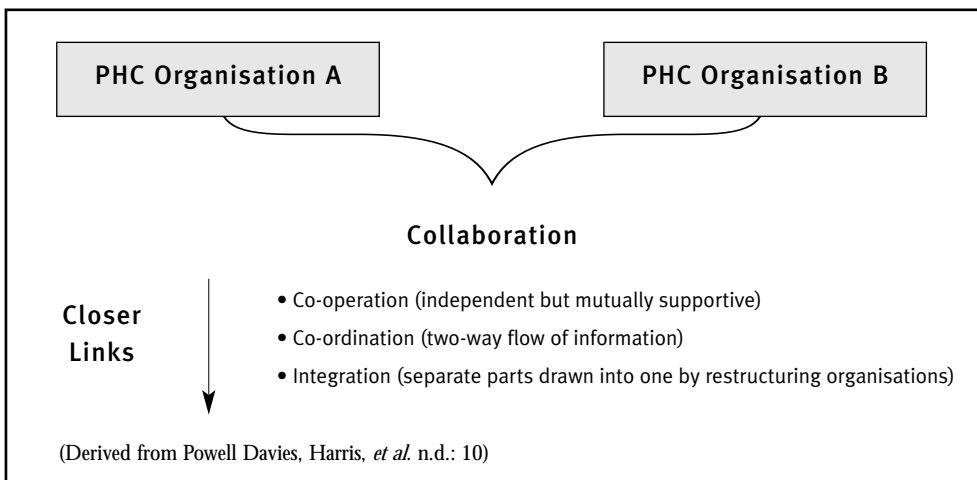 PHC Organisation A
PHC Organisation B
Collaboration
Closer
Links
• Co-operation (independent but mutually supportive)
• Co-ordination (two-way flow of information)
• Integration (separate parts drawn into one by restructuring organisations)
(Derived from Powell Davies, Harris, et al. n.d.: 10)